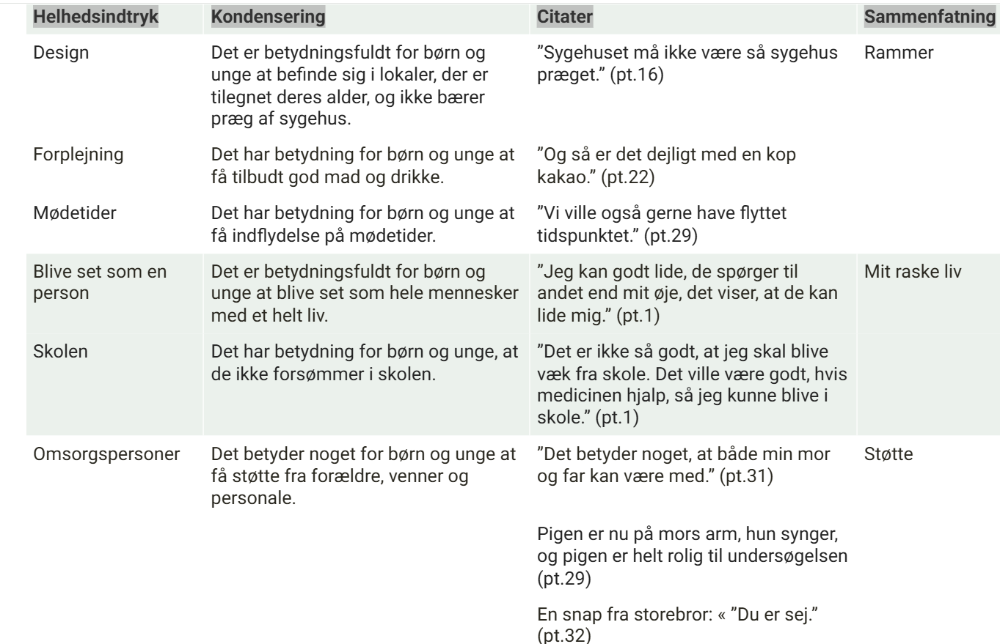 Helhedsindtryk Kondensering Citater Sammenfatning
Design Det er betydningsfuldt for børn og ”Sygehuset må ikke være så sygehus Rammer
unge at befinde sig i lokaler, der er præget.” (pt.16)
tilegnet deres alder, og ikke bærer
præg af sygehus.
Forplejning Det har betydning for børn og unge at ”Og så er det dejligt med en kop
få tilbudt god mad og drikke. kakao.” (pt.22)
Mødetider Det har betydning for børn og unge at ”Vi ville også gerne have flyttet
få indflydelse på mødetider. tidspunktet.” (pt.29)
Blive set som en Det er betydningsfuldt for børn og ”Jeg kan godt lide, de spørger til Mit raske liv
person unge at blive set som hele mennesker andet end mit øje, det viser, at de kan
med et helt liv. lide mig.” (pt.1)
Skolen Det har betydning for børn og unge, at ”Det er ikke så godt, at jeg skal blive
de ikke forsømmer i skolen. væk fra skole. Det ville være godt, hvis
medicinen hjalp, så jeg kunne blive i
skole.” (pt.1)
Omsorgspersoner Det betyder noget for børn og unge at ”Det betyder noget, at både min mor Støtte
få støtte fra forældre, venner og og far kan være med.” (pt.31)
personale.
Pigen er nu på mors arm, hun synger,
og pigen er helt rolig til undersøgelsen
(pt.29)
En snap fra storebror: « ”Du er sej.”
(pt.32)